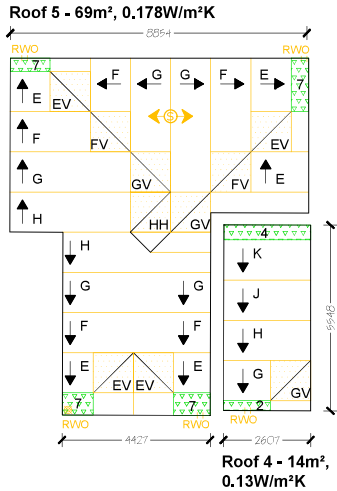 Roof 5 - 69m², 0.178W/m²K
8854
RWO RWO
7 F G G F E 7
E EV S EV
F FV
G GV FV E
H HH GV
4
H K
G G J
F F H
E E G
EV EV GV
7 7 2
RWO RWO RWO
5548
4427 2607
Roof 4 - 14m²,
0.13W/m²K